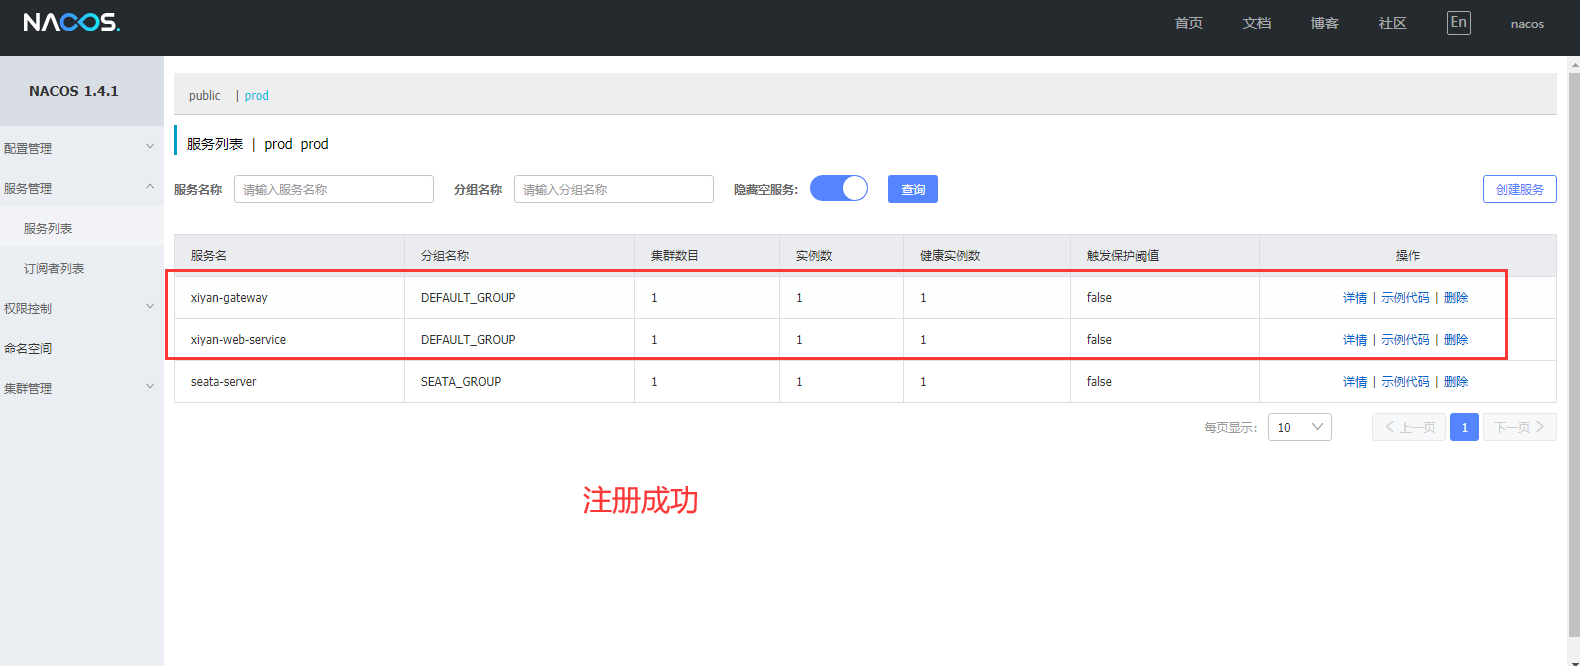 NACOS.
首页 文档 博客 社区 En nacos
NACOS 1.4.1
配置管理
服务管理
服务列表
订阅者列表
权限控制
命名空间
集群管理
public | prod
服务列表 | prod prod
服务名称 请输入服务名称 分组名称 请输入分组名称 隐藏空服务: 查询 创建服务
服务名 分组名称 集群数目 实例数 健康实例数 触发保护阈值 操作
xiyan-gateway DEFAULT_GROUP 1 1 1 false 详情 | 示例代码 | 删除
xiyan-web-service DEFAULT_GROUP 1 1 1 false 详情 | 示例代码 | 删除
seata-server SEATA_GROUP 1 1 1 false 详情 | 示例代码 | 删除
每页显示: 10 上一页 1 下一页
注册成功